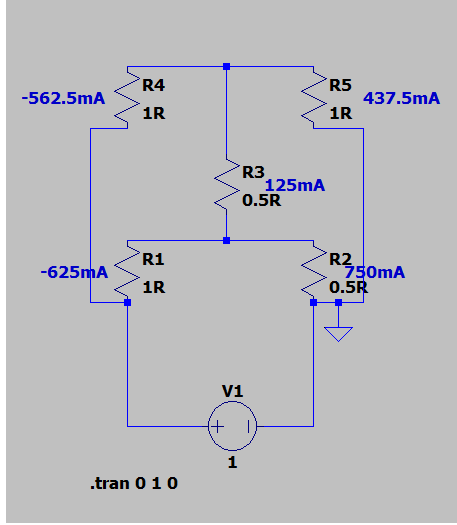 R4
R5
-562.5mA
437.5mA
1R
1R
R3
125mA
0.5R
R1
R2
-625mA
750mA
1R
0.5R
V1
1
.tran 0 1 0